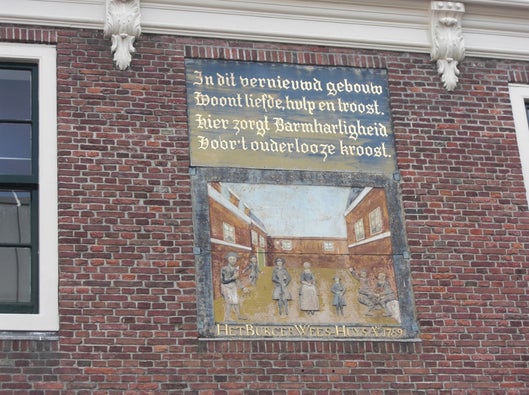 In dit vernieuwd gebouw
Woont liefde, hulp en troost.
Hier zorgt Barmhartigheid
Voor't ouderlooze kroost.
HET BURGER WEES-HUYS Aº 1789